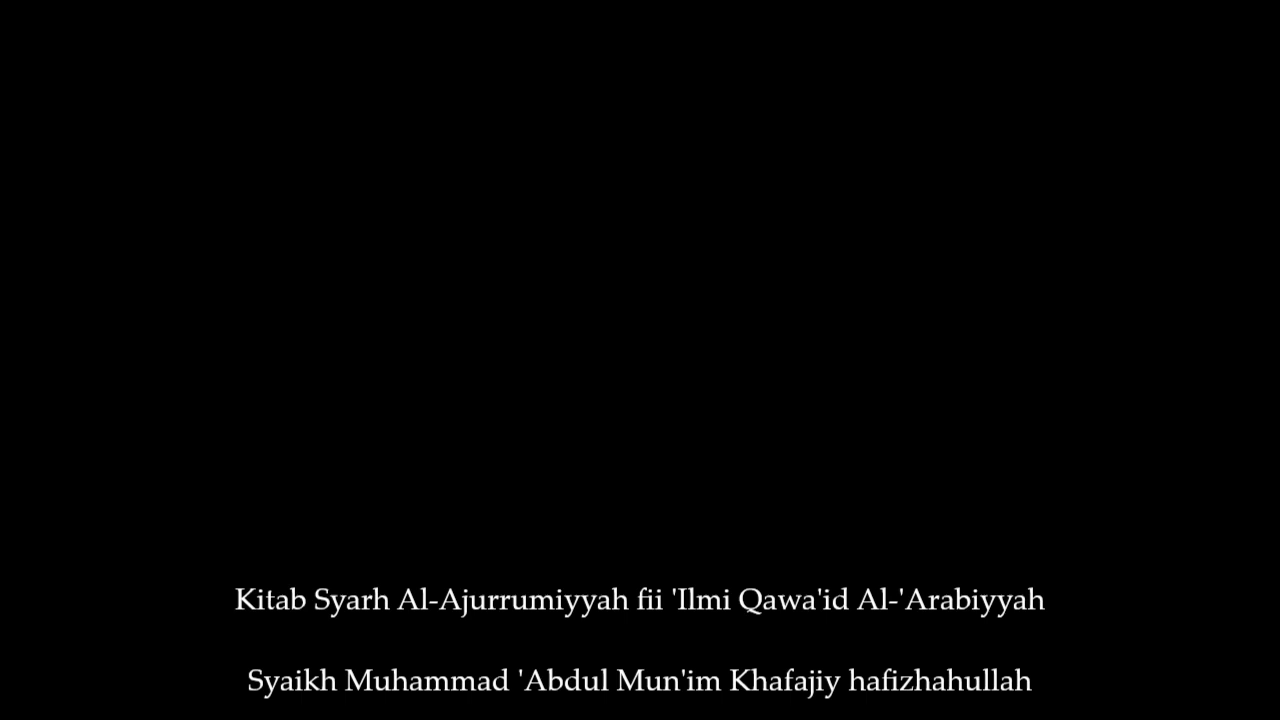 Kitab Syarh Al-Ajurrumiyyah fii 'Ilmi Qawa'id Al-'Arabiyyah
Syaikh Muhammad 'Abdul Mun'im Khafajiy hafizhahullah